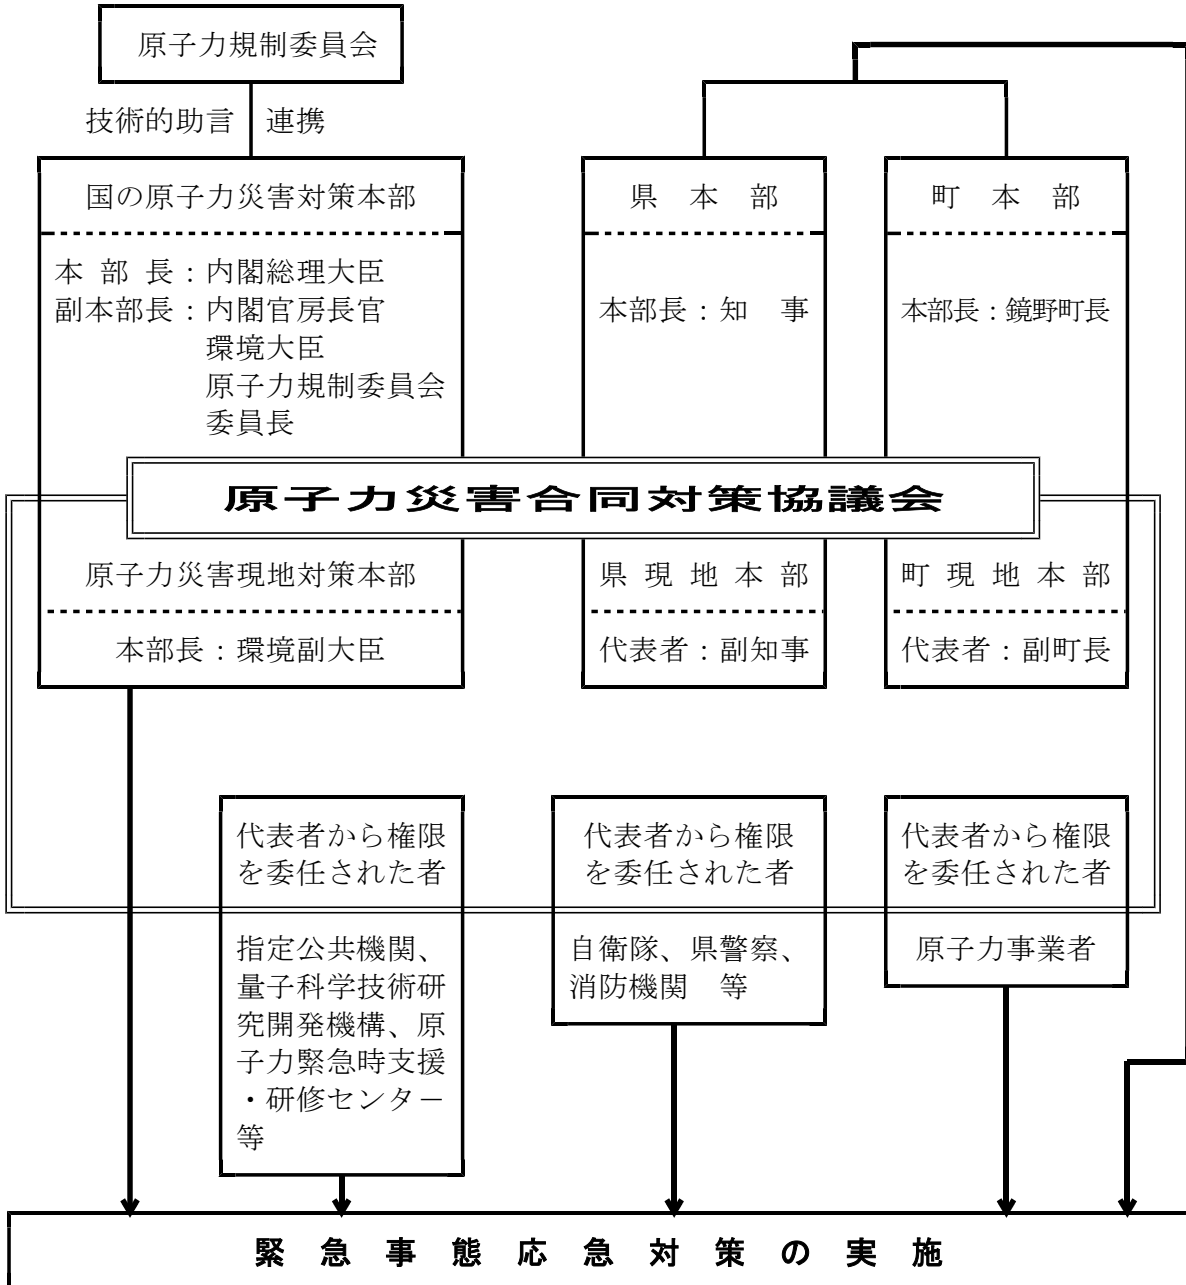 原子力規制委員会
技術的助言 連携
国の原子力災害対策本部
本 部 長：内閣総理大臣
副本部長：内閣官房長官
環境大臣
原子力規制委員会
委員長
県 本 部
本部長：知 事
町 本 部
本部長：鏡野町長
原子力災害合同対策協議会
原子力災害現地対策本部
本部長：環境副大臣
県 現 地 本 部
代表者：副知事
町 現 地 本 部
代表者：副町長
代表者から権限
を委任された者
指定公共機関、
量子科学技術研
究開発機構、原
子力緊急時支援
・研修センター
等
代表者から権限
を委任された者
自衛隊、県警察、
消防機関 等
代表者から権限
を委任された者
原子力事業者
緊 急 事 態 応 急 対 策 の 実 施